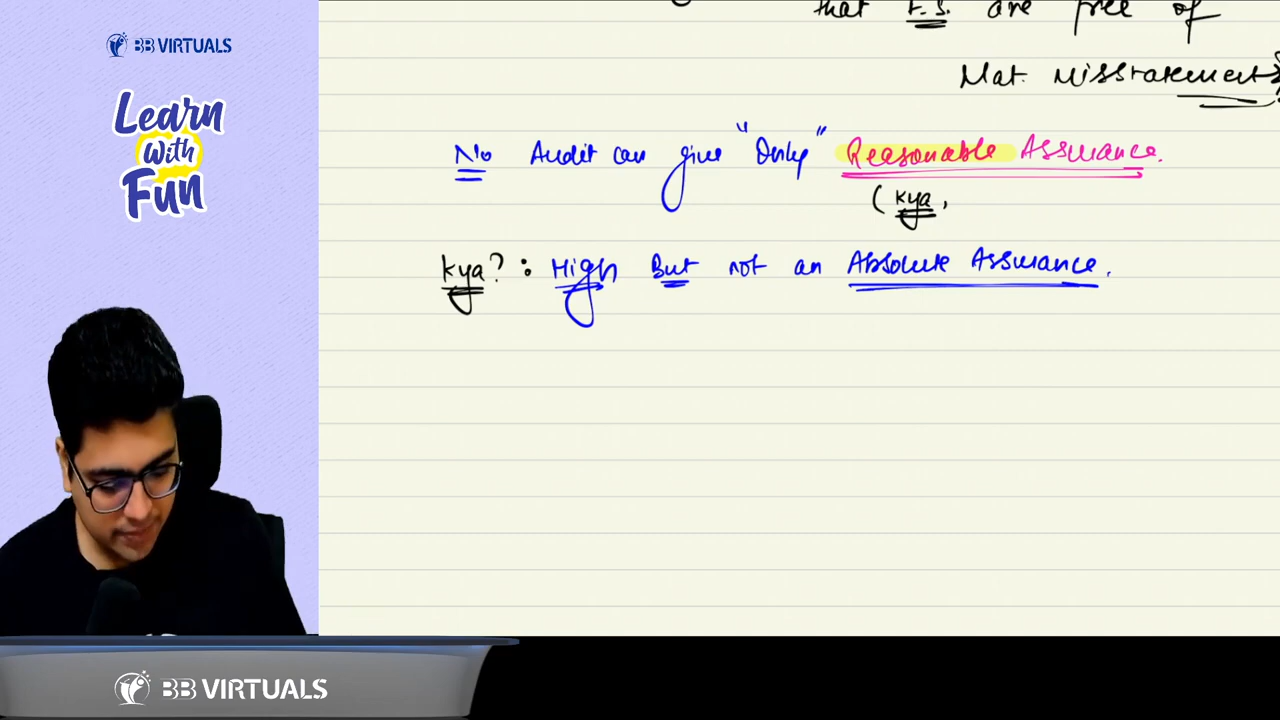 BB VIRTUALS
Learn
With
Fun
that F.S. are free of
Mat. Misstatements
No Audit can give "Only" Reasonable Assurance.
(kya,
kya? : High But not an Absolute Assurance.
BB VIRTUALS